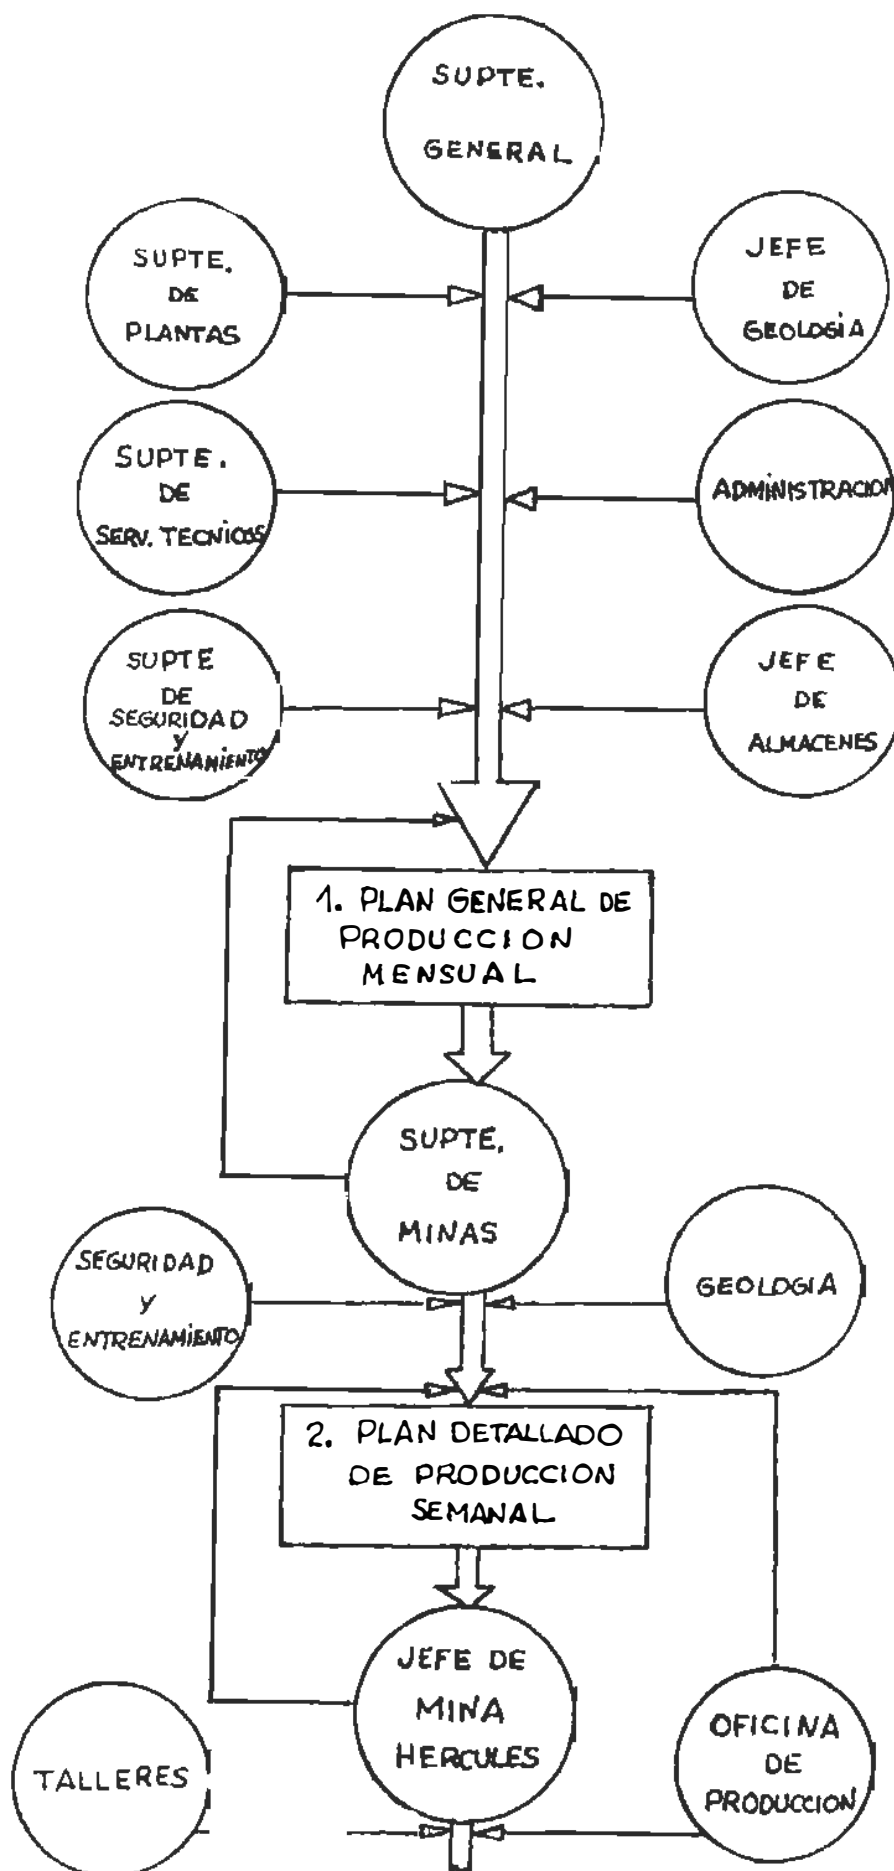 SUPTE.
GENERAL
SUPTE.
DE
PLANTAS
JEFE
DE
GEOLOGÍA
SUPTE.
DE
SERV. TECNICOS
ADMINISTRACION
SUPTE
DE
SEGURIDAD
Y
ENTRENAMIENTO
JEFE
DE
ALMACENES
1. PLAN GENERAL DE
PRODUCCION
MENSUAL
SUPTE.
DE
MINAS
SEGURIDAD
Y
ENTRENAMIENTO
GEOLOGIA
2. PLAN DETALLADO
DE PRODUCCION
SEMANAL
JEFE DE
MINA
HERCULES
TALLERES
OFICINA
DE
PRODUCCION